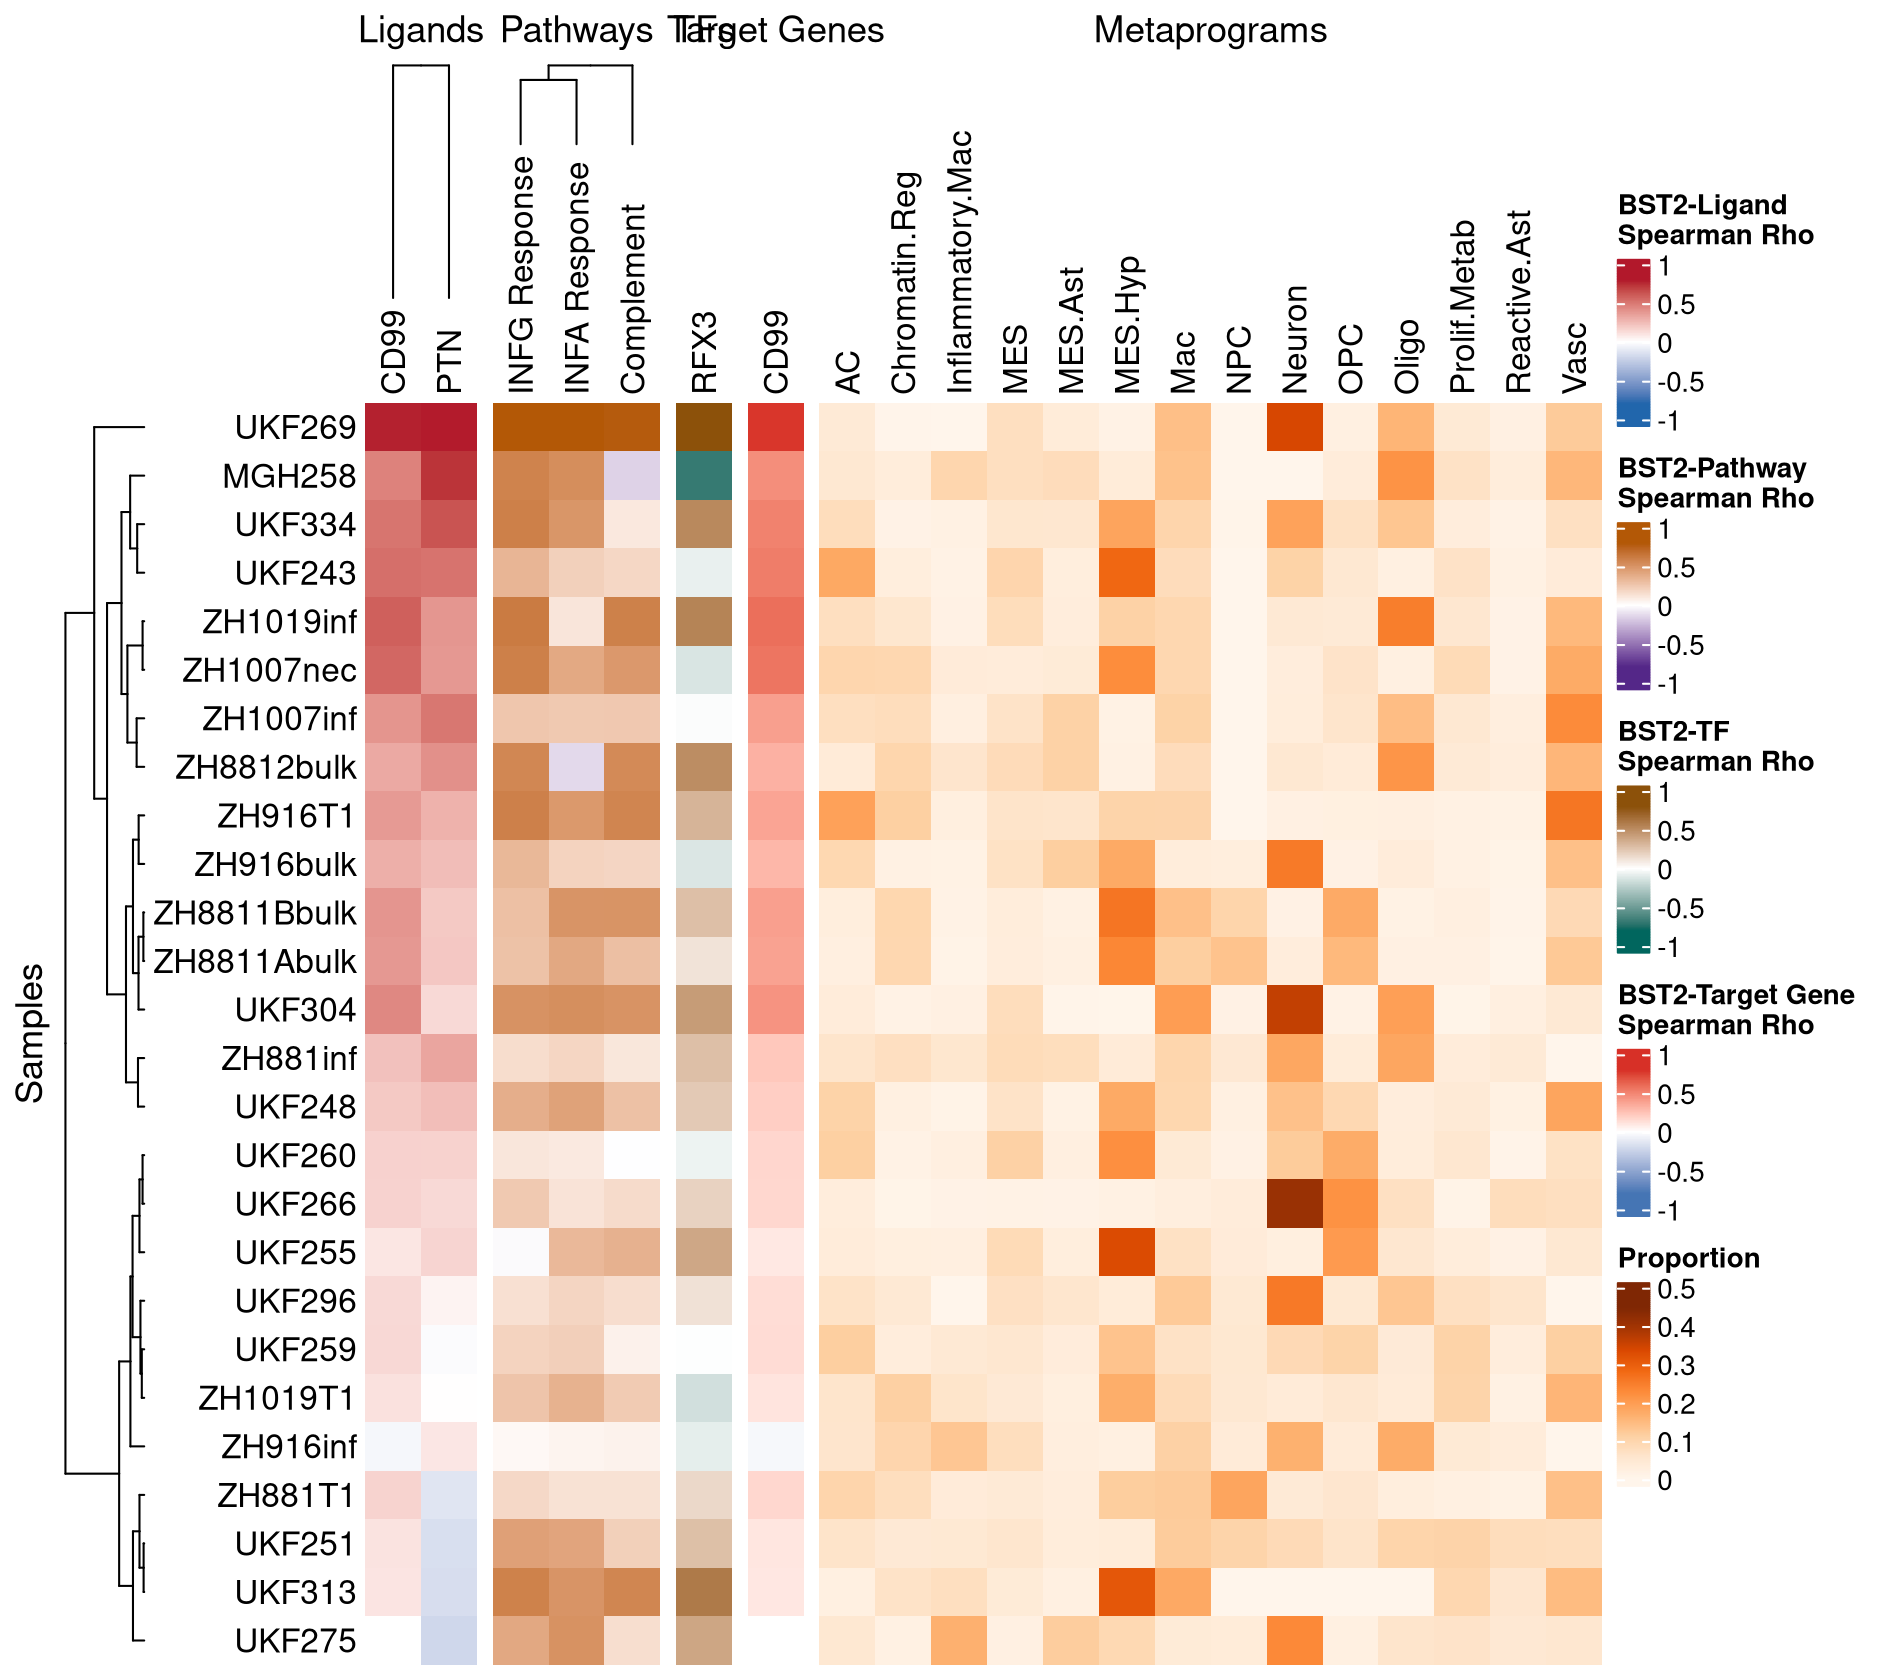 Ligands Pathways TFs Target Genes Metaprograms
CD99
PTN
INFG Response
INFA Response
Complement
RFX3
CD99
AC
Chromatin.Reg
Inflammatory.Mac
MES
MES.Ast
MES.Hyp
Mac
NPC
Neuron
OPC
Oligo
Prolif.Metab
Reactive.Ast
Vasc
Samples
UKF269
MGH258
UKF334
UKF243
ZH1019inf
ZH1007nec
ZH1007inf
ZH8812bulk
ZH916T1
ZH916bulk
ZH8811Bbulk
ZH8811Abulk
UKF304
ZH881inf
UKF248
UKF260
UKF266
UKF255
UKF296
UKF259
ZH1019T1
ZH916inf
ZH881T1
UKF251
UKF313
UKF275
BST2-Ligand
Spearman Rho
1
0.5
0
-0.5
-1
BST2-Pathway
Spearman Rho
1
0.5
0
-0.5
-1
BST2-TF
Spearman Rho
1
0.5
0
-0.5
-1
BST2-Target Gene
Spearman Rho
1
0.5
0
-0.5
-1
Proportion
0.5
0.4
0.3
0.2
0.1
0